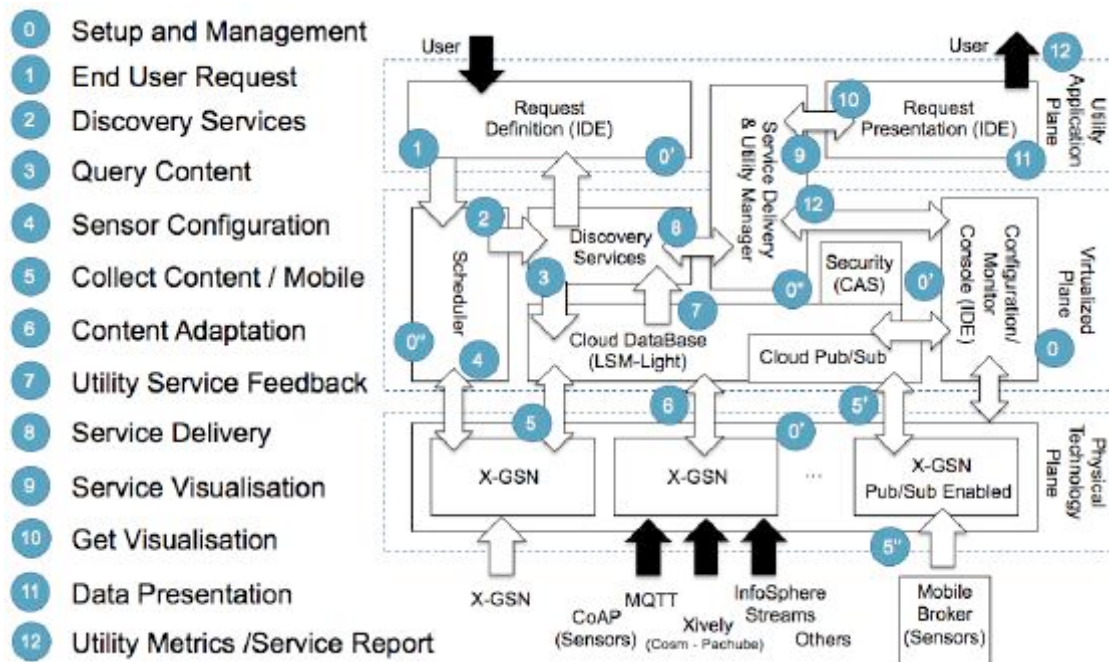 0 Setup and Management
1 End User Request
2 Discovery Services
3 Query Content
4 Sensor Configuration
5 Collect Content / Mobile
6 Content Adaptation
7 Utility Service Feedback
8 Service Delivery
9 Service Visualisation
10 Get Visualisation
11 Data Presentation
12 Utility Metrics /Service Report
User
User
12
Utility
Application
Plane
Request
Definition (IDE)
1
0'
Service Delivery
& Utility Manager
10
9
Request
Presentation (IDE)
11
Scheduler
2
Discovery
Services
8
12
3
7
0"
Security
(CAS)
0'
Configuration/
Monitor
Console (IDE)
0
Virtualized
Plane
0"
4
Cloud DataBase
(LSM-Light)
Cloud Pub/Sub
5
6
5'
0'
X-GSN
X-GSN
...
X-GSN
Pub/Sub Enabled
Physical
Technology
Plane
5"
X-GSN
CoAP
(Sensors)
MQTT
Xively
(Cosm - Pachube)
InfoSphere
Streams
Others
Mobile
Broker
(Sensors)